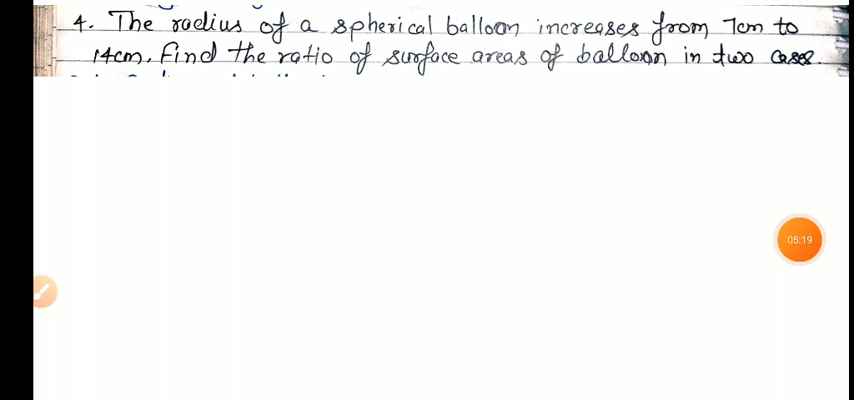 4. The radius of a spherical balloon increases from 7cm to
14cm. Find the ratio of surface areas of balloon in two cases.
05:19